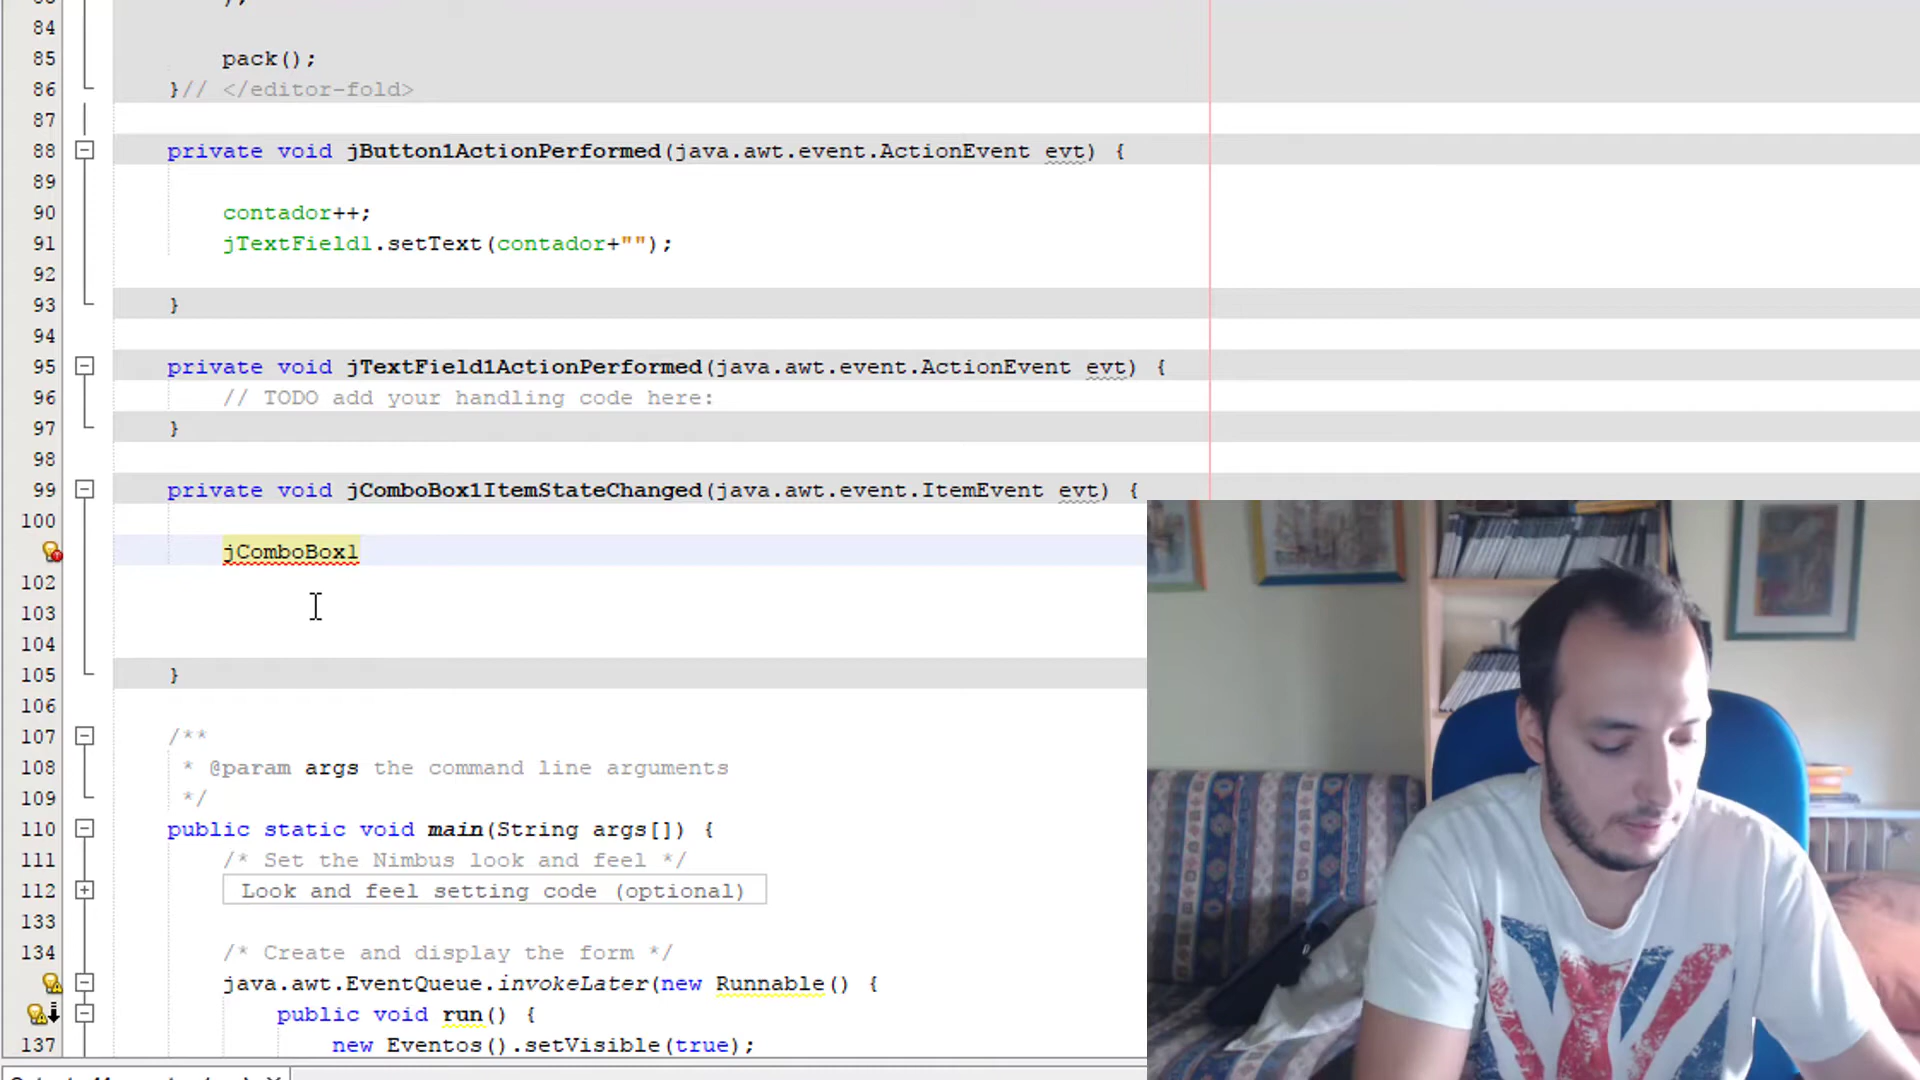 84
85 pack();
86 }// </editor-fold>
87
88 private void jButton1ActionPerformed(java.awt.event.ActionEvent evt) {
89
90 contador++;
91 jTextField1.setText(contador+"");
92
93 }
94
95 private void jTextField1ActionPerformed(java.awt.event.ActionEvent evt) {
96 // TODO add your handling code here:
97 }
98
99 private void jComboBox1ItemStateChanged(java.awt.event.ItemEvent evt) {
100
jComboBox1
102
103
104
105 }
106
107 /**
108 * @param args the command line arguments
109 */
110 public static void main(String args[]) {
111 /* Set the Nimbus look and feel */
112 Look and feel setting code (optional)
133
134 /* Create and display the form */
java.awt.EventQueue.invokeLater(new Runnable() {
public void run() {
137 new Eventos().setVisible(true);